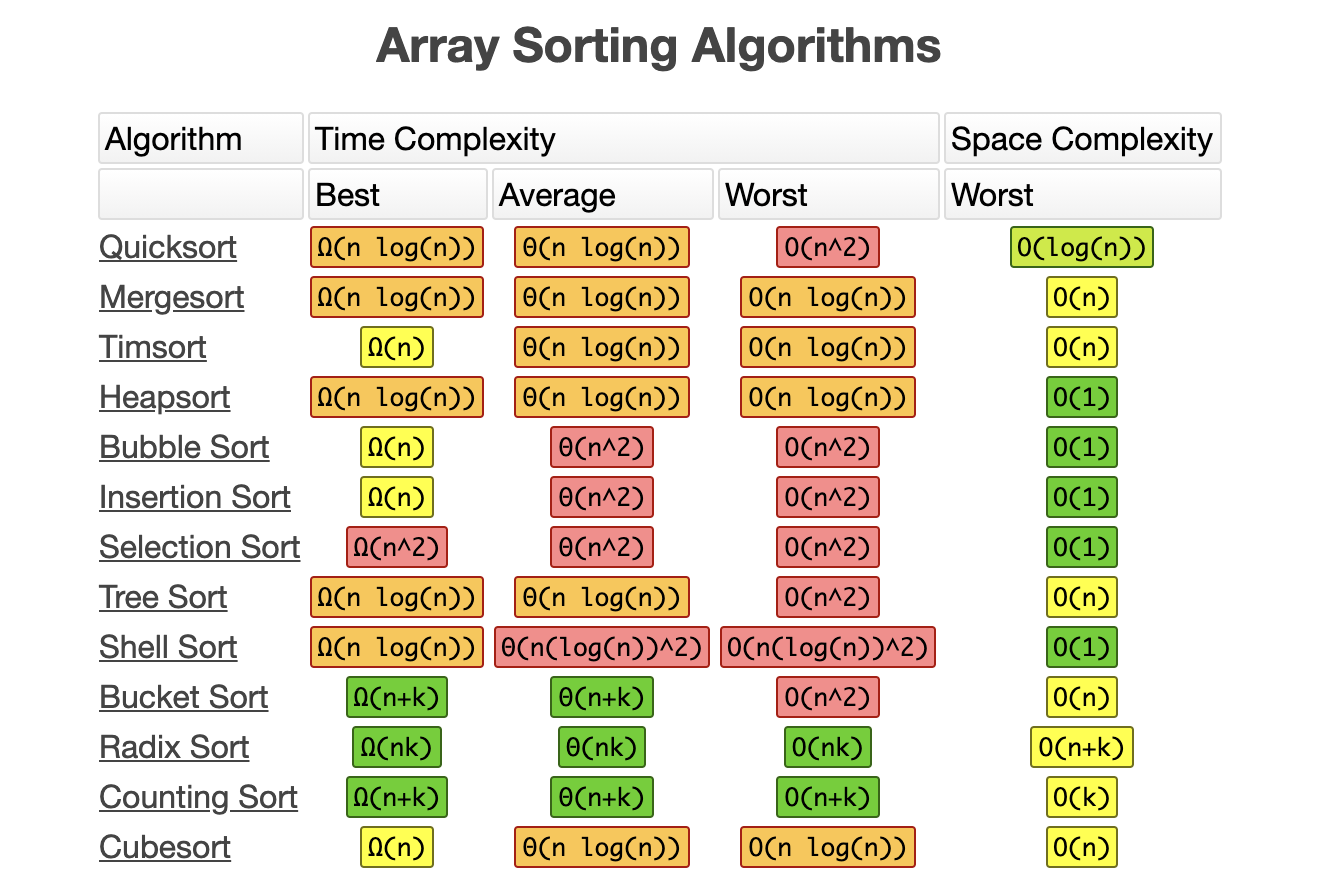 Array Sorting Algorithms
Algorithm Time Complexity Space Complexity
Best Average Worst Worst
Quicksort Ω(n log(n)) Θ(n log(n)) O(n^2) O(log(n))
Mergesort Ω(n log(n)) Θ(n log(n)) O(n log(n)) O(n)
Timsort Ω(n) Θ(n log(n)) O(n log(n)) O(n)
Heapsort Ω(n log(n)) Θ(n log(n)) O(n log(n)) O(1)
Bubble Sort Ω(n) Θ(n^2) O(n^2) O(1)
Insertion Sort Ω(n) Θ(n^2) O(n^2) O(1)
Selection Sort Ω(n^2) Θ(n^2) O(n^2) O(1)
Tree Sort Ω(n log(n)) Θ(n log(n)) O(n^2) O(n)
Shell Sort Ω(n log(n)) Θ(n(log(n))^2) O(n(log(n))^2) O(1)
Bucket Sort Ω(n+k) Θ(n+k) O(n^2) O(n)
Radix Sort Ω(nk) Θ(nk) O(nk) O(n+k)
Counting Sort Ω(n+k) Θ(n+k) O(n+k) O(k)
Cubesort Ω(n) Θ(n log(n)) O(n log(n)) O(n)